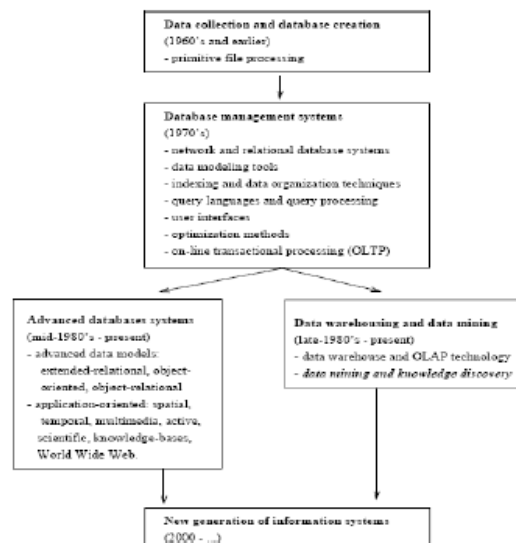 Data collection and database creation
(1960's and earlier)
- primitive file processing
Database management systems
(1970's)
- network and relational database systems
- data modeling tools
- indexing and data organization techniques
- query languages and query processing
- user interfaces
- optimization methods
- on-line transactional processing (OLTP)
Advanced databases systems
(mid-1980's - present)
- advanced data models:
extended-relational, object-
oriented, object-relational
- application-oriented: spatial,
temporal, multimedia, active,
scientific, knowledge-bases,
World Wide Web.
Data warehousing and data mining
(late-1980's - present)
- data warehouse and OLAP technology
- data mining and knowledge discovery
New generation of information systems
(2000 - ...)